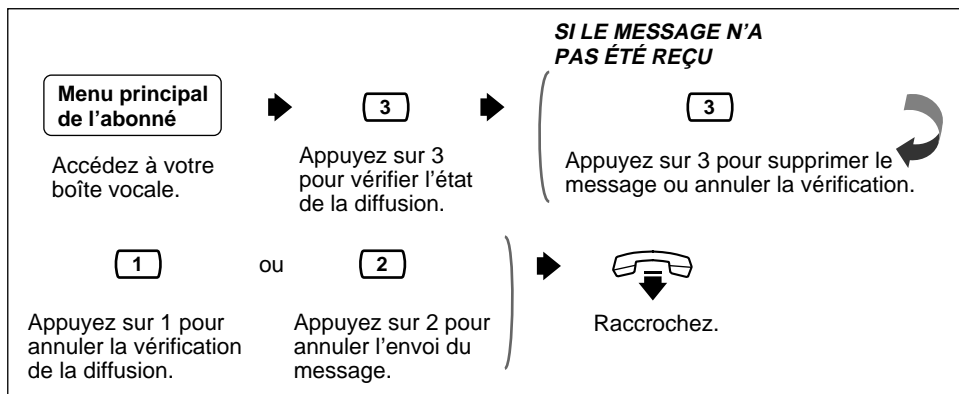 SI LE MESSAGE N'A
PAS ÉTÉ REÇU
Menu principal
de l'abonné
3
3
Accédez à votre
boîte vocale.
Appuyez sur 3
pour vérifier l'état
de la diffusion.
Appuyez sur 3 pour supprimer le
message ou annuler la vérification.
1
ou
2
Appuyez sur 1 pour
annuler la vérification
de la diffusion.
Appuyez sur 2 pour
annuler l'envoi du
message.
Raccrochez.